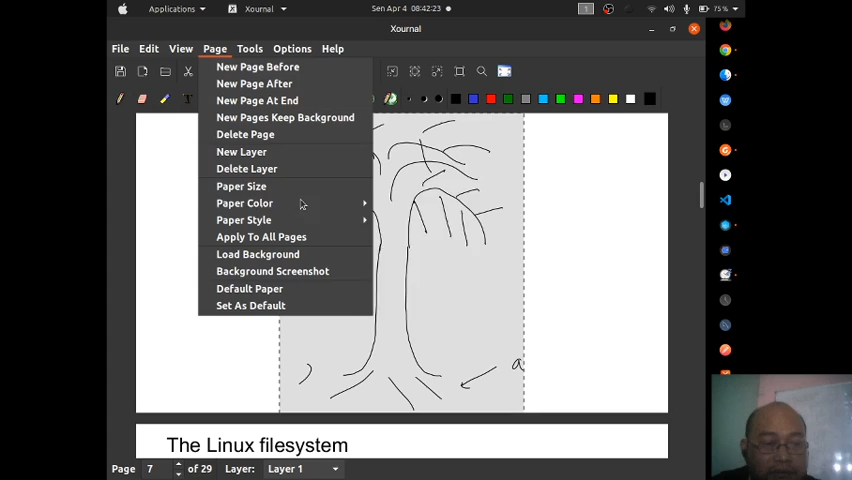 Applications
Xournal
Sen Apr 4 08:42:23
1
75%
Xournal
File Edit View Page Tools Options Help
New Page Before
New Page After
New Page At End
New Pages Keep Background
Delete Page
New Layer
Delete Layer
Paper Size
Paper Color
Paper Style
Apply To All Pages
Load Background
Background Screenshot
Default Paper
Set As Default
T
a
The Linux filesystem
Page 7 of 29 Layer: Layer 1